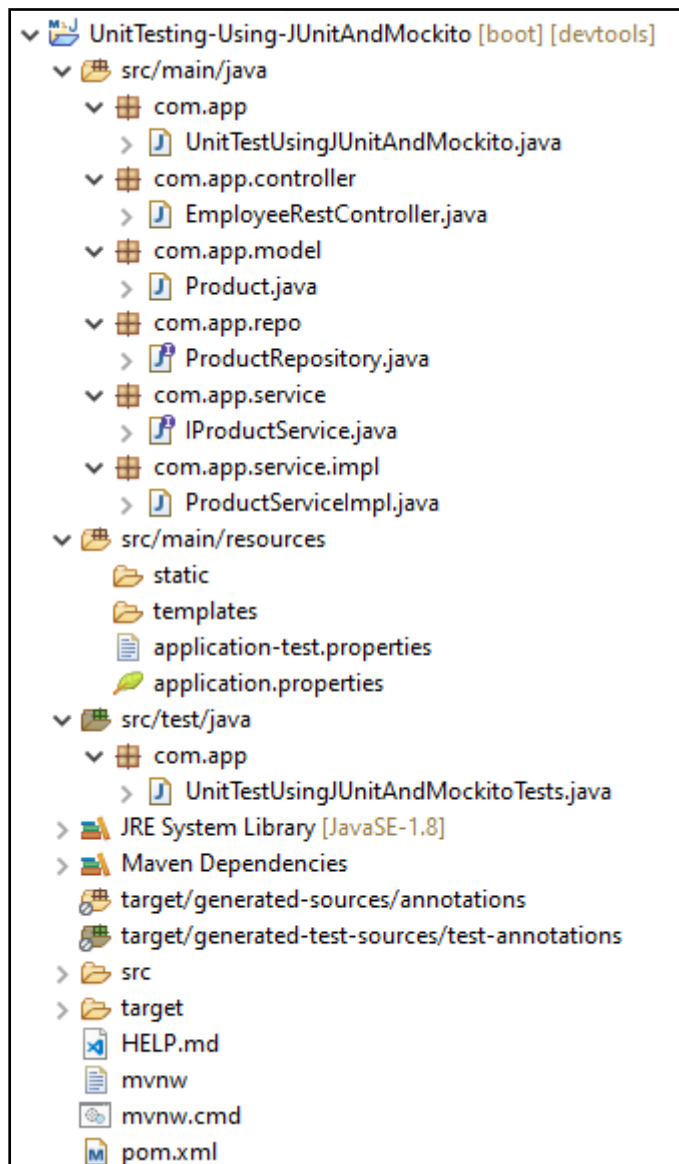 UnitTesting-Using-JUnitAndMockito [boot] [devtools]
src/main/java
com.app
UnitTestUsingJUnitAndMockito.java
com.app.controller
EmployeeRestController.java
com.app.model
Product.java
com.app.repo
ProductRepository.java
com.app.service
IProductService.java
com.app.service.impl
ProductServiceImpl.java
src/main/resources
static
templates
application-test.properties
application.properties
src/test/java
com.app
UnitTestUsingJUnitAndMockitoTests.java
JRE System Library [JavaSE-1.8]
Maven Dependencies
target/generated-sources/annotations
target/generated-test-sources/test-annotations
src
target
HELP.md
mvnw
mvnw.cmd
pom.xml